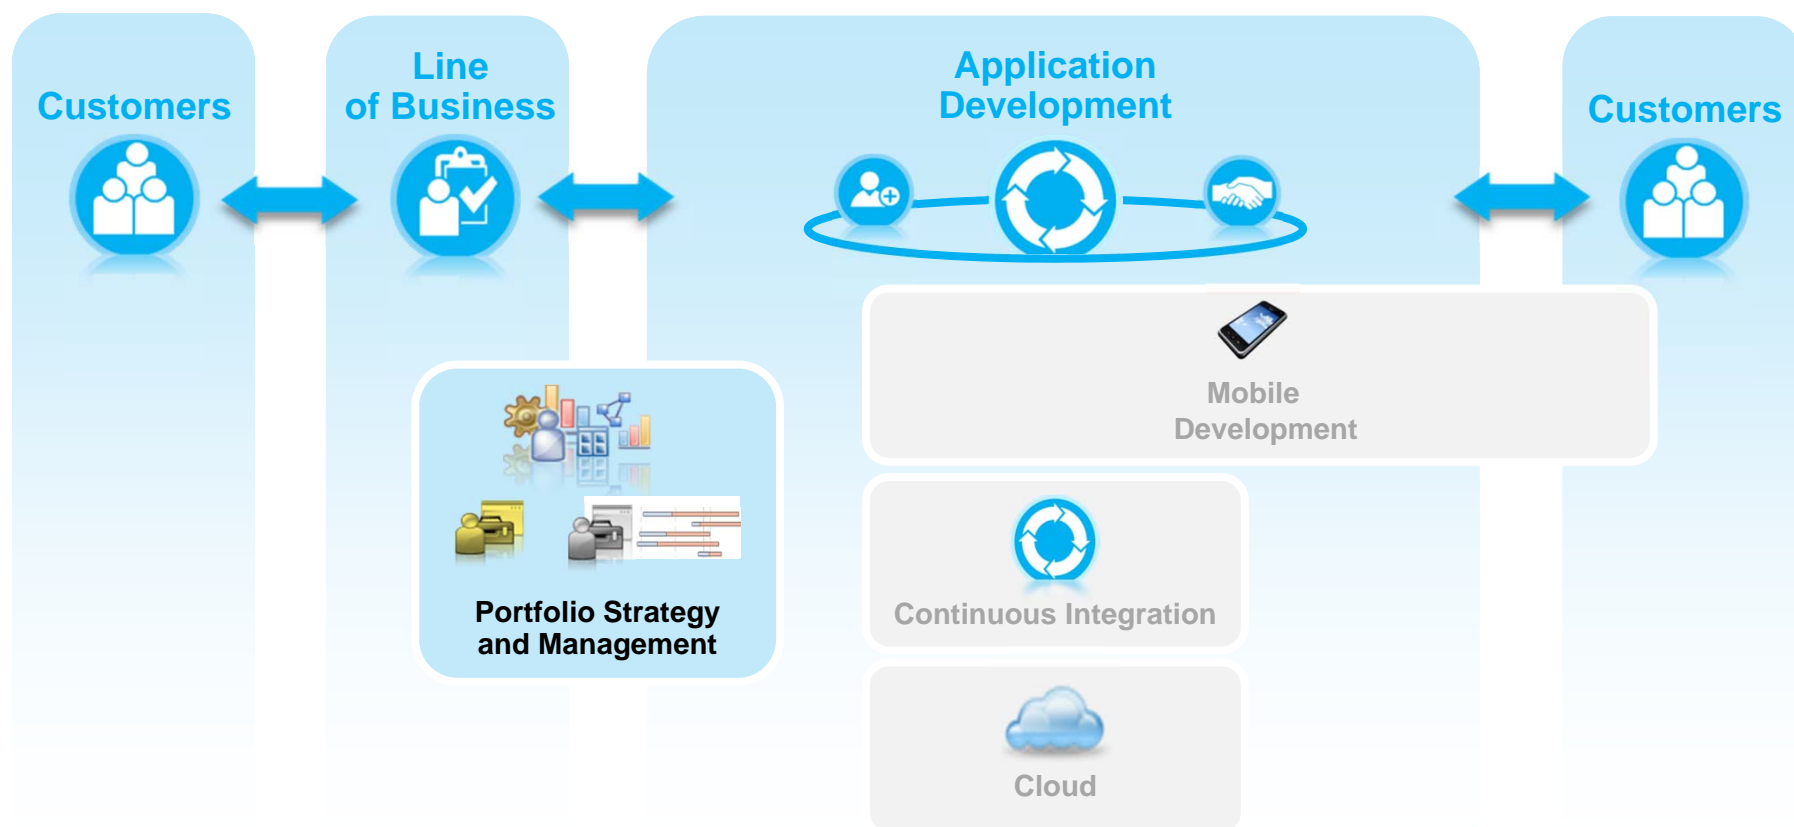 Customers
Line
of Business
Application
Development
Customers
Mobile
Development
Portfolio Strategy
and Management
Continuous Integration
Cloud